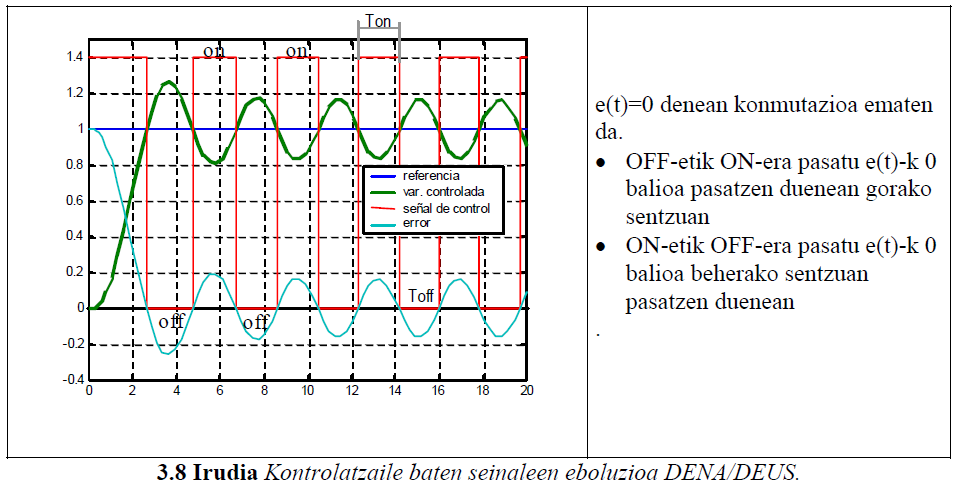 Ton
on
on
1.4
1.2
1
0.8
0.6
0.4
0.2
0
-0.2
-0.4
referencia
var. controlada
señal de control
error
Toff
off
off
0
2
4
6
8
10
12
14
16
18
20
e(t)=0 denean konmutazioa ematen
da.
• OFF-etik ON-era pasatu e(t)-k 0
balioa pasatzen duenean gorako
sentzuan
• ON-etik OFF-era pasatu e(t)-k 0
balioa beherako sentzuan
pasatzen duenean
.
3.8 Irudia Kontrolatzaile baten seinaleen eboluzioa DENA/DEUS.